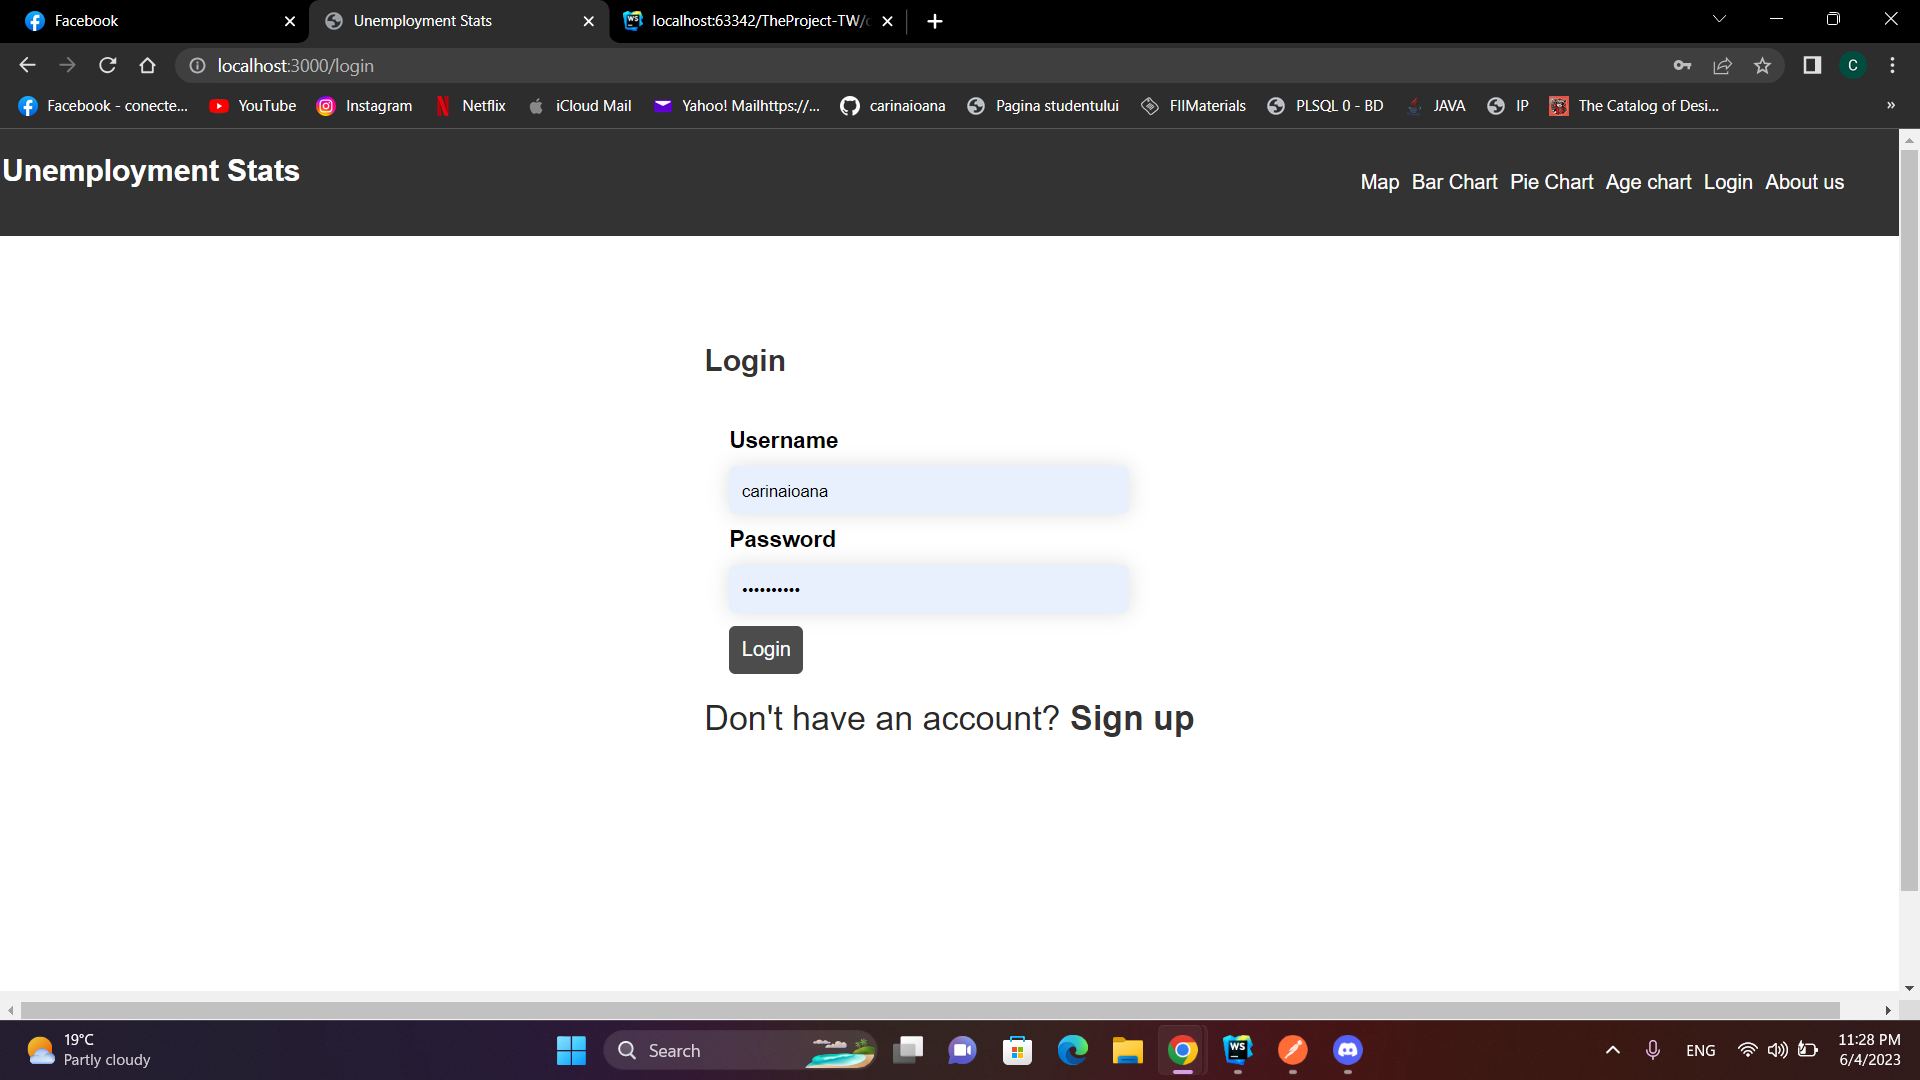 Facebook
Unemployment Stats
localhost:63342/TheProject-TW/
localhost:3000/login
C
Facebook - conecte...
YouTube
Instagram
Netflix
iCloud Mail
Yahoo! Mailhttps://...
carinaioana
Pagina studentului
FIIMaterials
PLSQL 0 - BD
JAVA
IP
The Catalog of Desi...
»
Unemployment Stats
Map Bar Chart Pie Chart Age chart Login About us
Login
Username
carinaioana
Password
••••••••••
Login
Don't have an account? Sign up
19°C
Partly cloudy
Search
WS
ENG
11:28 PM
6/4/2023